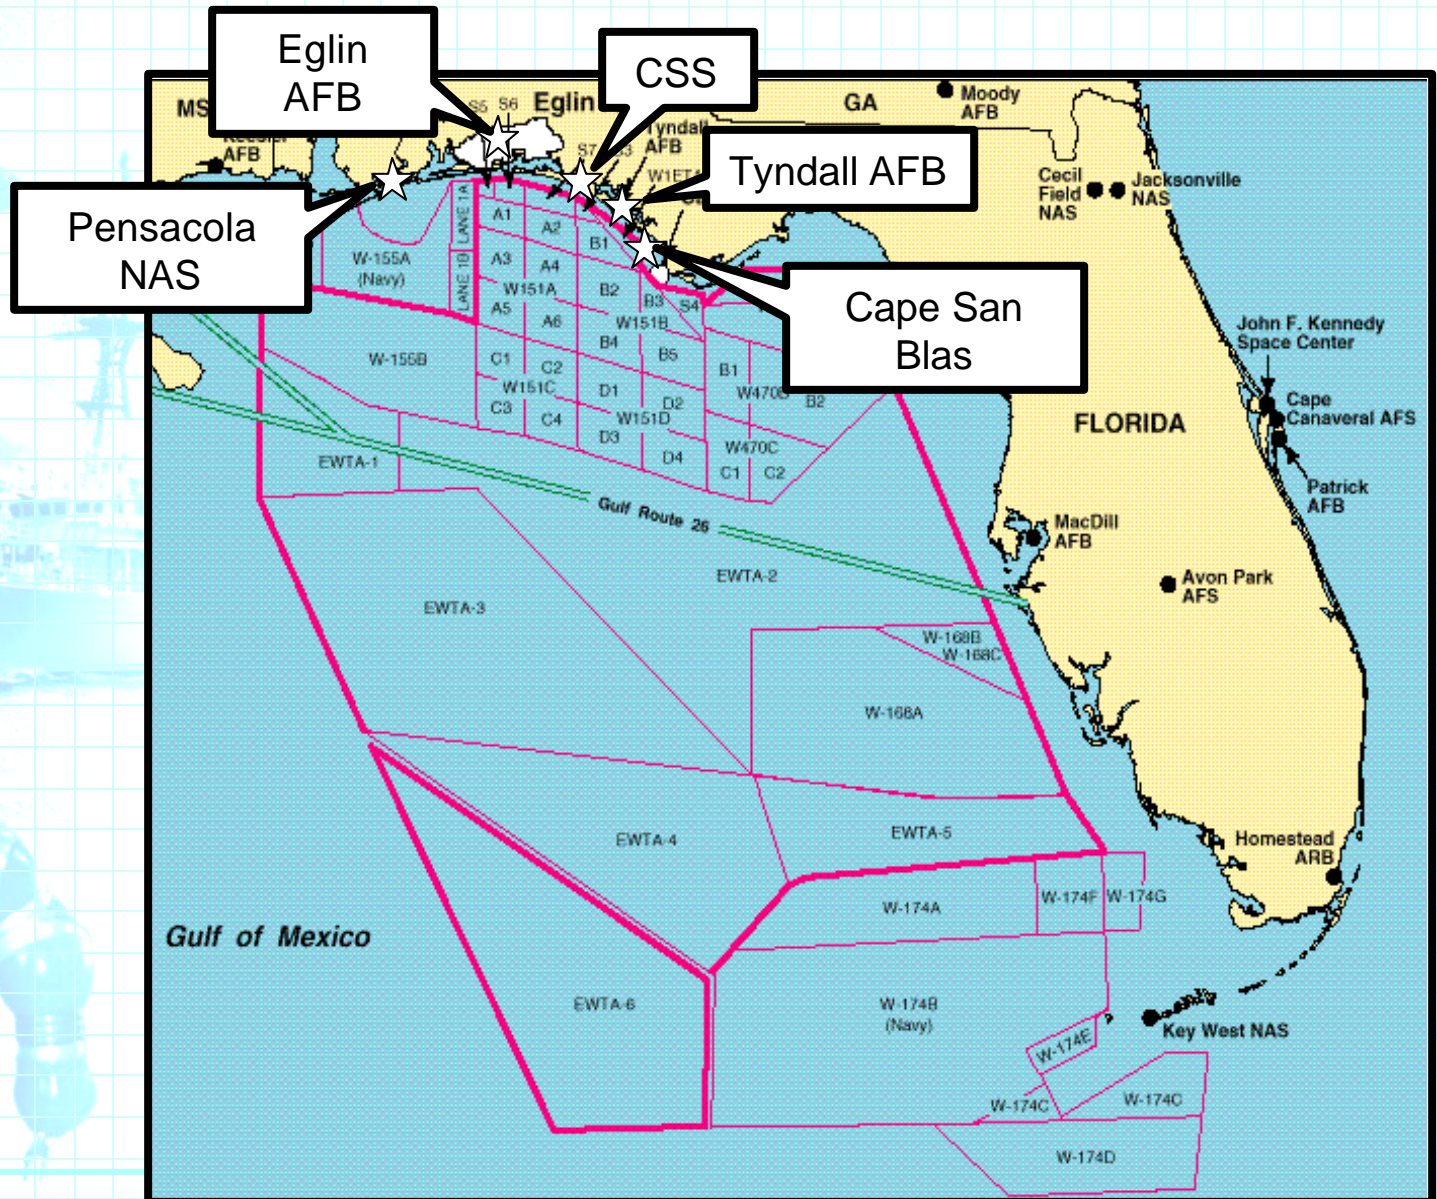 Eglin
AFB
CSS
Tyndall AFB
Pensacola
NAS
Cape San
Blas
MS
AFB
S5
S6
Eglin
GA
Moody
AFB
Tyndall
AFB
S7
Cecil
Field
NAS
Jacksonville
NAS
LANE 1A
LANE 1B
W-155A
(Navy)
A1
A2
A3
A4
W151A
A5
A6
B1
B2
B3
S4
W151B
B4
B5
W-155B
C1
C2
W151C
C3
C4
D1
D2
W151D
D3
D4
B1
B2
W470C
C1
C2
John F. Kennedy
Space Center
Cape
Canaveral AFS
Patrick
AFB
FLORIDA
EWTA-1
Gulf Route 26
MacDill
AFB
Avon Park
AFS
EWTA-2
EWTA-3
W-168B
W-168C
W-168A
EWTA-4
EWTA-5
Homestead
ARB
W-174A
W-174F
W-174G
Gulf of Mexico
EWTA-6
W-174B
(Navy)
Key West NAS
W-174E
W-174C
W-174C
W-174D